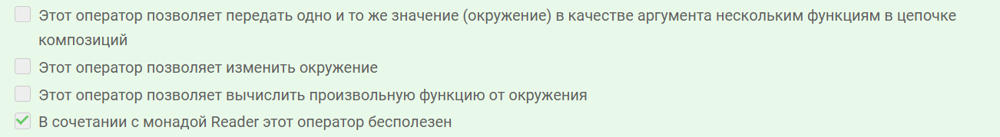 Этот оператор позволяет передать одно и то же значение (окружение) в качестве аргумента нескольким функциям в цепочке
композиций
Этот оператор позволяет изменить окружение
Этот оператор позволяет вычислить произвольную функцию от окружения
В сочетании с монадой Reader этот оператор бесполезен